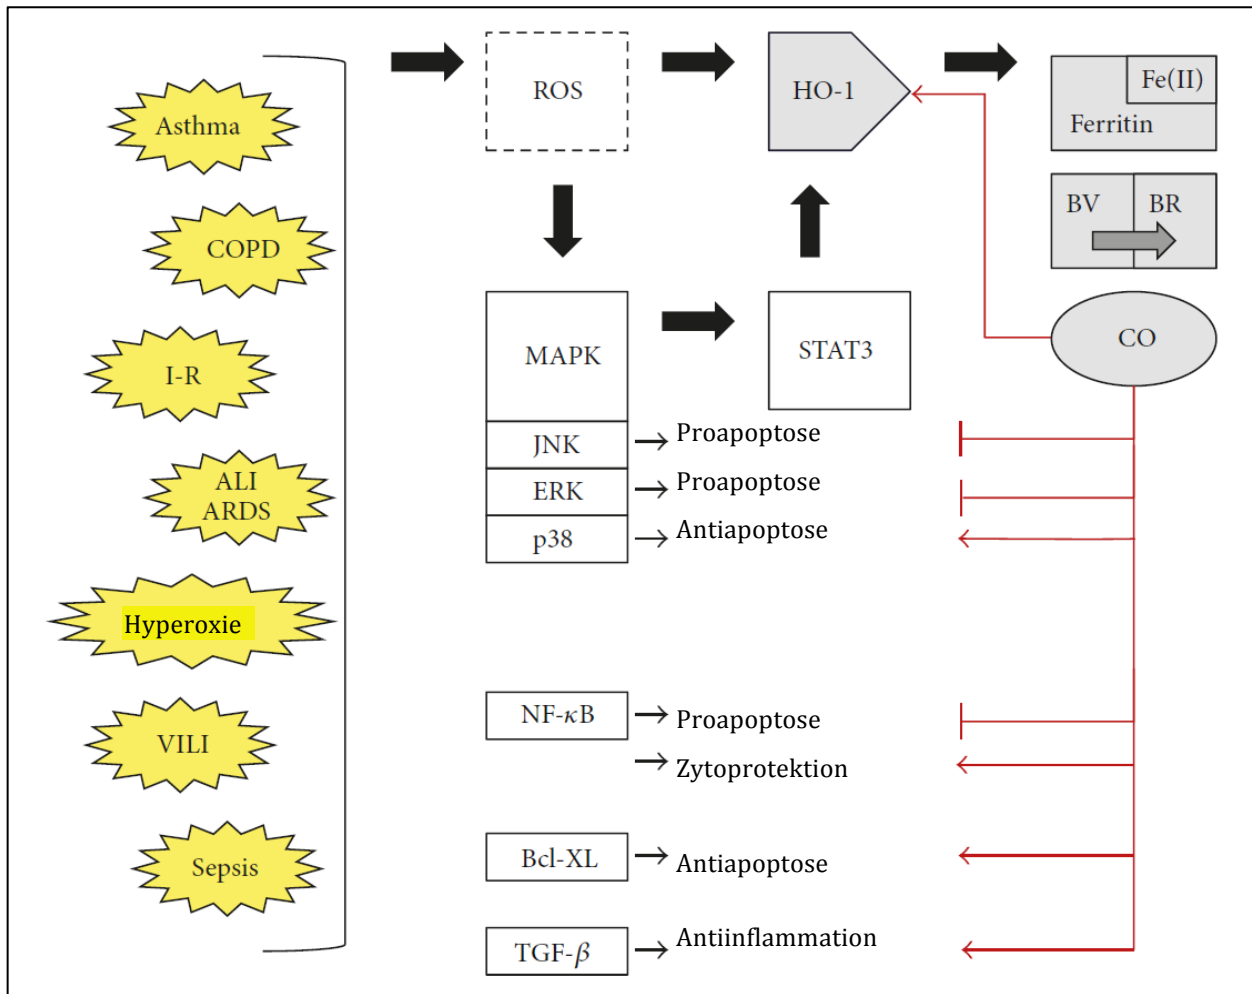 Asthma
COPD
I-R
ALI
ARDS
Hyperoxie
VILI
Sepsis
ROS
HO-1
Fe(II)
Ferritin
BV
BR
MAPK
STAT3
CO
JNK
Proapoptose
ERK
Proapoptose
p38
Antiapoptose
NF-κB
Proapoptose
Zytoprotektion
Bcl-XL
Antiapoptose
TGF-β
Antiinflammation